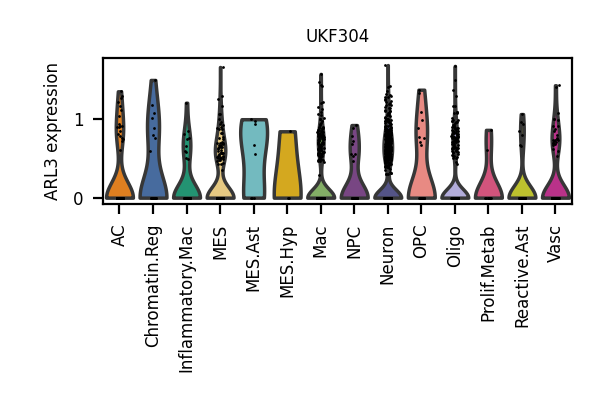 UKF304
ARL3 expression
1
0
AC
Chromatin.Reg
Inflammatory.Mac
MES
MES.Ast
MES.Hyp
Mac
NPC
Neuron
OPC
Oligo
Prolif.Metab
Reactive.Ast
Vasc